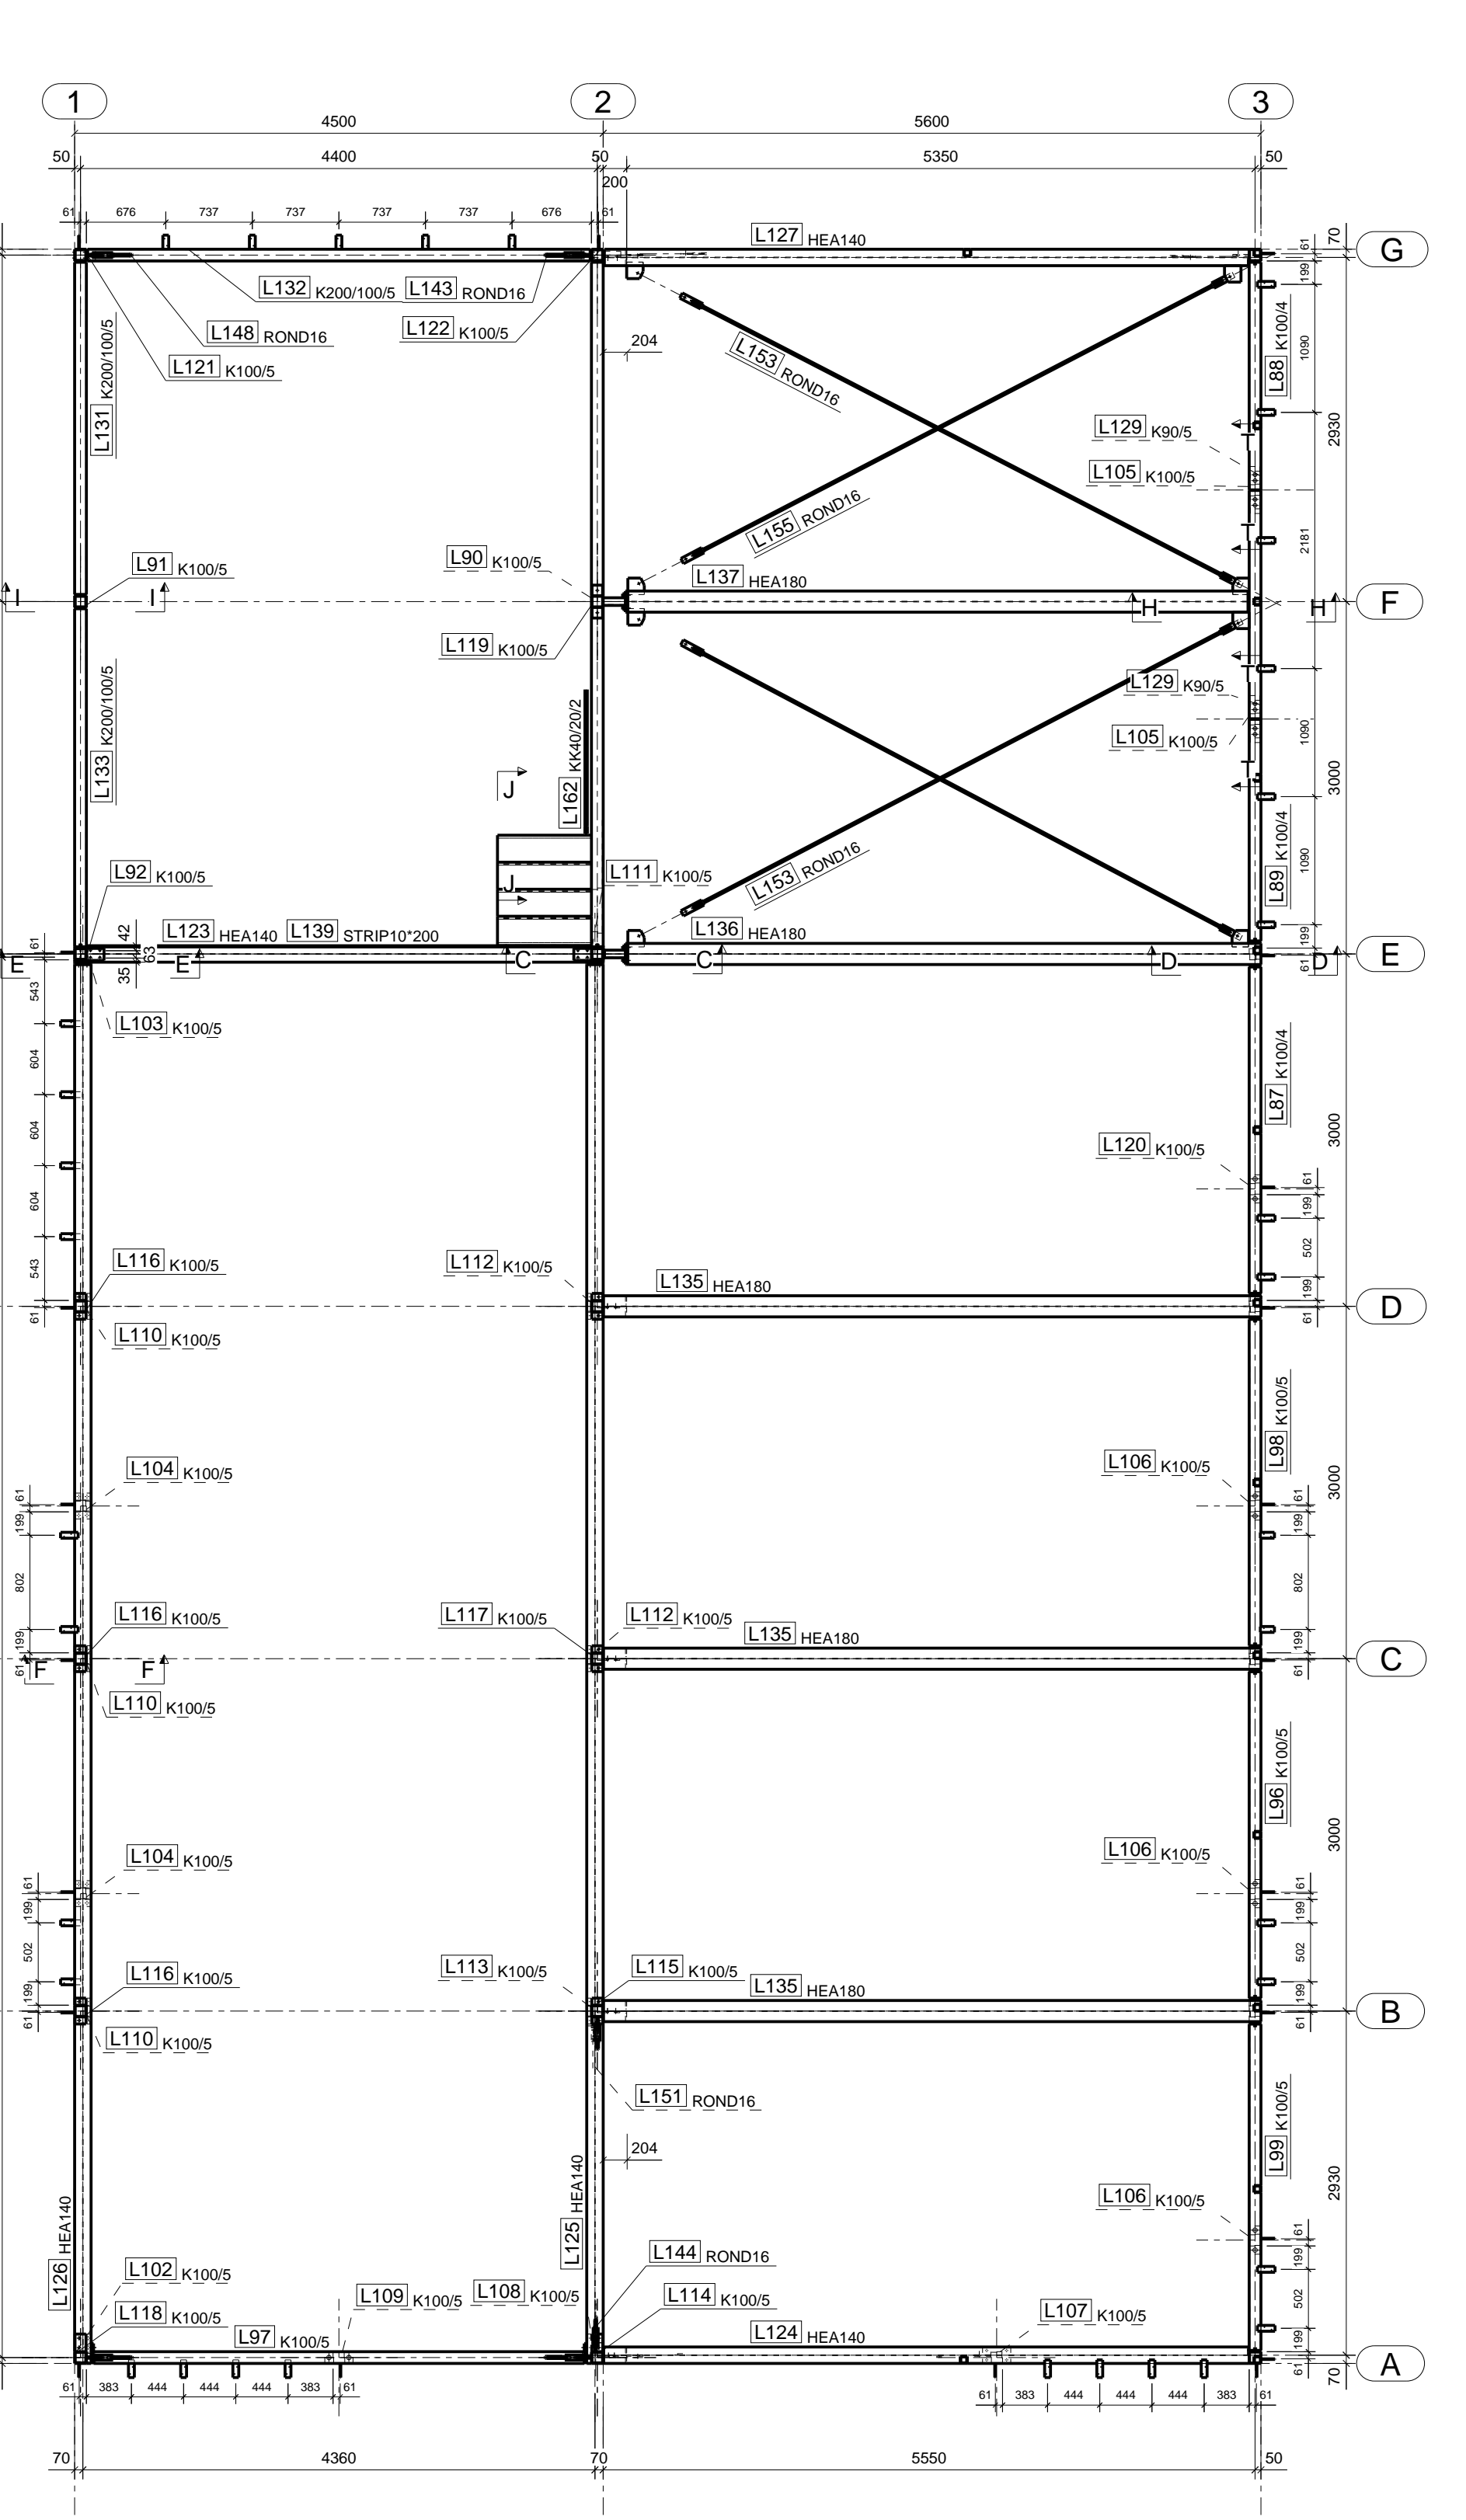 1 2 3
4500 5600
50 4400 50 5350 50
200
61 676 737 737 737 737 676 61
L127 HEA140
70
G
61
199
L132 K200/100/5 L143 ROND16
L148 ROND16
L122 K100/5
L121 K100/5
204
L131 K200/100/5
L153 ROND16
L88 K100/4
1090
2930
L129 K90/5
L105 K100/5
L155 ROND16
2181
L91 K100/5
L90 K100/5
L137 HEA180
I I
H H
F
L119 K100/5
L133 K200/100/5
L162 KK40/20/2
L129 K90/5
L105 K100/5
1090
3000
J
J
L92 K100/5
L111 K100/5
L153 ROND16
L89 K100/4
1090
L123 HEA140 L139 STRIP10*200
L136 HEA180
61
42
63
35
199
61
E E
C C
D D
E
543
L103 K100/5
604
604
604
543
61
L87 K100/4
3000
L120 K100/5
61
199
502
199
61
L116 K100/5
L112 K100/5
L135 HEA180
D
L110 K100/5
L98 K100/5
3000
L104 K100/5
L106 K100/5
61
199
802
199
61
61
199
802
199
61
L116 K100/5
L117 K100/5
L112 K100/5
L135 HEA180
F F
C
L110 K100/5
L96 K100/5
3000
L104 K100/5
L106 K100/5
61
199
502
199
61
61
199
502
199
61
L116 K100/5
L113 K100/5
L115 K100/5
L135 HEA180
B
L110 K100/5
L151 ROND16
204
L99 K100/5
2930
L106 K100/5
61
199
502
199
61
L126 HEA140
L125 HEA140
L144 ROND16
L102 K100/5
L109 K100/5
L108 K100/5
L114 K100/5
L107 K100/5
L118 K100/5
L97 K100/5
L124 HEA140
A
70
61 383 444 444 444 383 61
61 383 444 444 444 383 61
70 4360 70 5550 50